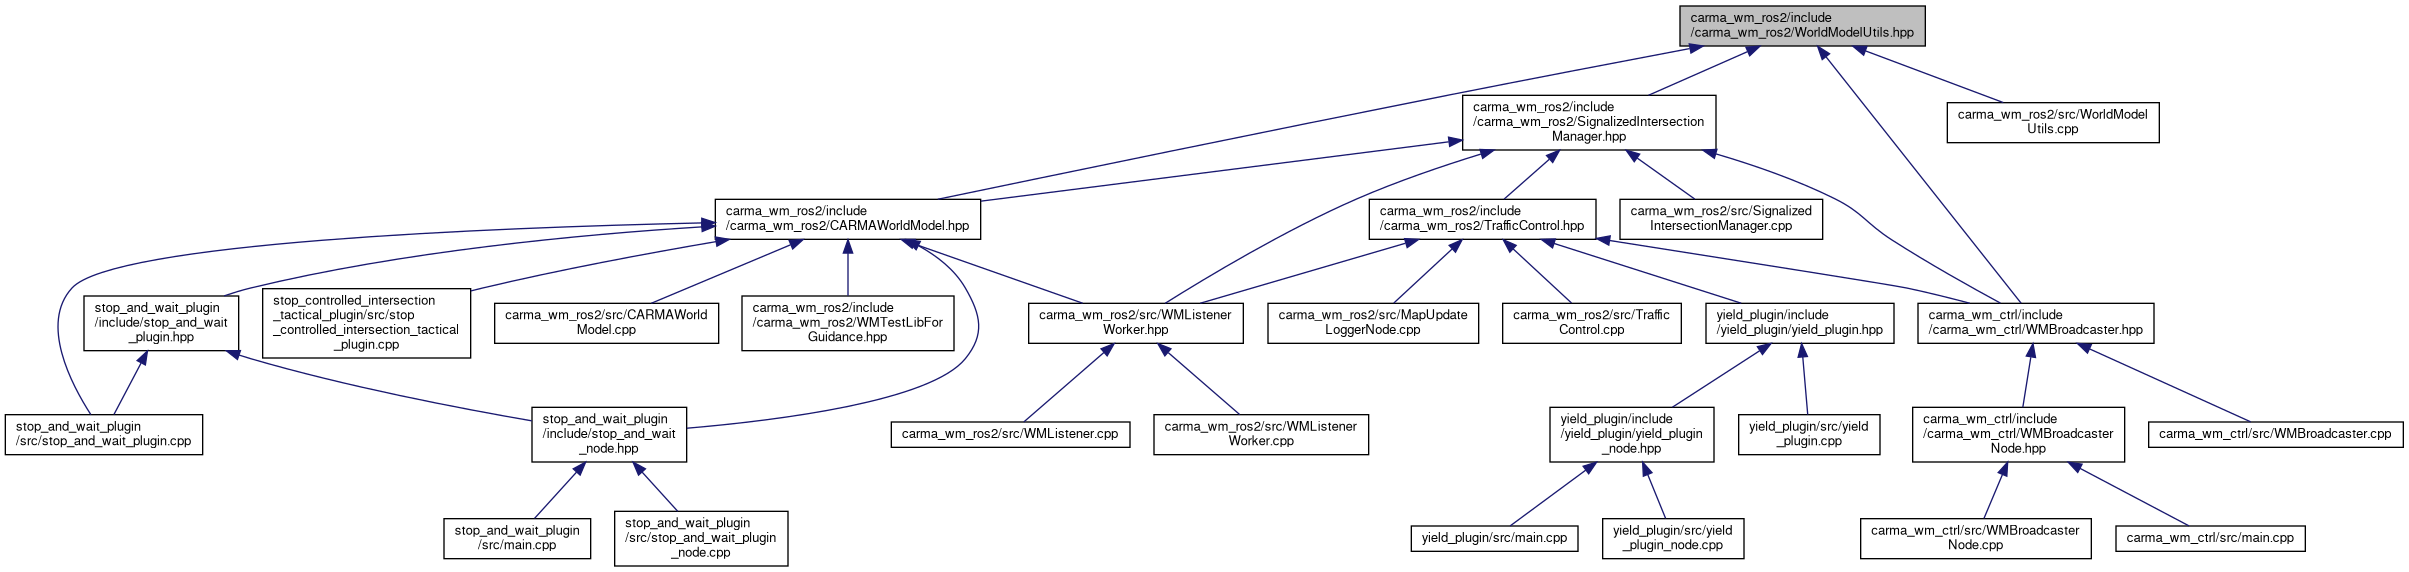 carma_wm_ros2/include
/carma_wm_ros2/WorldModelUtils.hpp
carma_wm_ros2/include
/carma_wm_ros2/SignalizedIntersection
Manager.hpp
carma_wm_ros2/src/WorldModel
Utils.cpp
carma_wm_ros2/include
/carma_wm_ros2/CARMAWorldModel.hpp
carma_wm_ros2/include
/carma_wm_ros2/TrafficControl.hpp
carma_wm_ros2/src/Signalized
IntersectionManager.cpp
stop_and_wait_plugin
/include/stop_and_wait
_plugin.hpp
stop_controlled_intersection
_tactical_plugin/src/stop
_controlled_intersection_tactical
_plugin.cpp
carma_wm_ros2/src/CARMAWorld
Model.cpp
carma_wm_ros2/include
/carma_wm_ros2/WMTestLibFor
Guidance.hpp
carma_wm_ros2/src/WMListener
Worker.hpp
carma_wm_ros2/src/MapUpdate
LoggerNode.cpp
carma_wm_ros2/src/Traffic
Control.cpp
yield_plugin/include
/yield_plugin/yield_plugin.hpp
carma_wm_ctrl/include
/carma_wm_ctrl/WMBroadcaster.hpp
stop_and_wait_plugin
/src/stop_and_wait_plugin.cpp
stop_and_wait_plugin
/include/stop_and_wait
_node.hpp
carma_wm_ros2/src/WMListener.cpp
carma_wm_ros2/src/WMListener
Worker.cpp
yield_plugin/include
/yield_plugin/yield_plugin
_node.hpp
yield_plugin/src/yield
_plugin.cpp
carma_wm_ctrl/include
/carma_wm_ctrl/WMBroadcaster
Node.hpp
carma_wm_ctrl/src/WMBroadcaster.cpp
stop_and_wait_plugin
/src/main.cpp
stop_and_wait_plugin
/src/stop_and_wait_plugin
_node.cpp
yield_plugin/src/main.cpp
yield_plugin/src/yield
_plugin_node.cpp
carma_wm_ctrl/src/WMBroadcaster
Node.cpp
carma_wm_ctrl/src/main.cpp